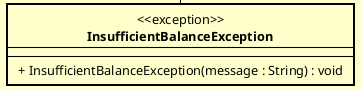 <<exception>>
InsufficientBalanceException
+ InsufficientBalanceException(message : String) : void